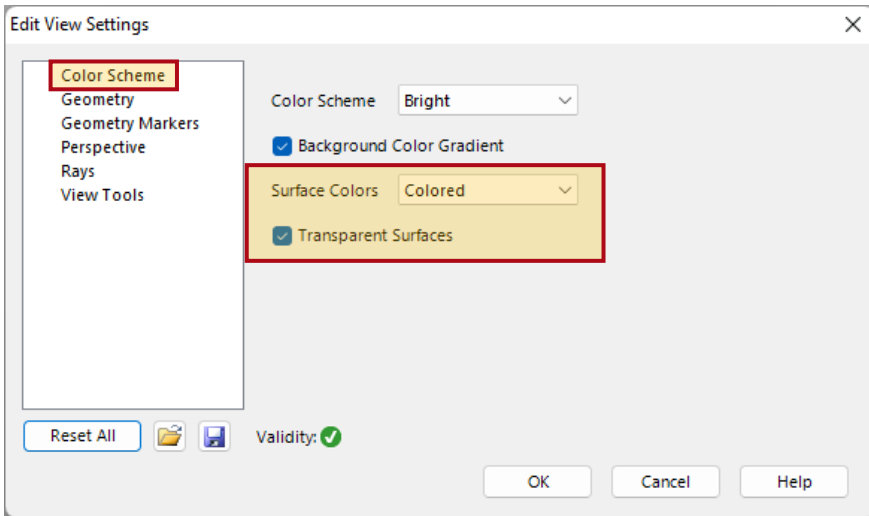 Edit View Settings
Color Scheme
Geometry
Geometry Markers
Perspective
Rays
View Tools
Color Scheme Bright
Background Color Gradient
Surface Colors Colored
Transparent Surfaces
Reset All
Validity:
OK Cancel Help